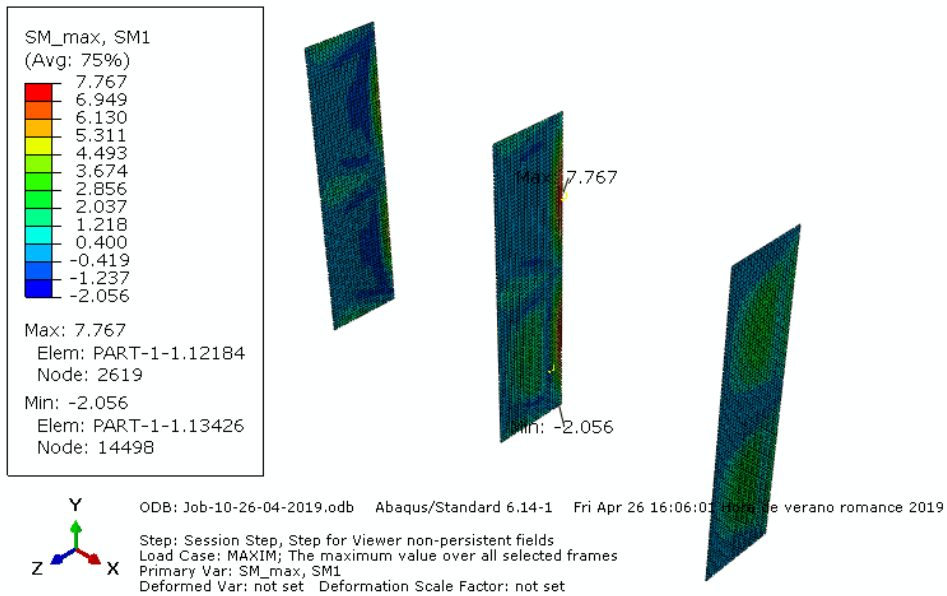 SM_max, SM1
(Avg: 75%)
7.767
6.949
6.130
5.311
4.493
3.674
2.856
2.037
1.218
0.400
-0.419
-1.237
-2.056
Max: 7.767
Elem: PART-1-1.12184
Node: 2619
Min: -2.056
Elem: PART-1-1.13426
Node: 14498
Max: 7.767
Min: -2.056
Y
Z
X
ODB: Job-10-26-04-2019.odb Abaqus/Standard 6.14-1 Fri Apr 26 16:06:01 Hora de verano romance 2019
Step: Session Step, Step for Viewer non-persistent fields
Load Case: MAXIM; The maximum value over all selected frames
Primary Var: SM_max, SM1
Deformed Var: not set Deformation Scale Factor: not set